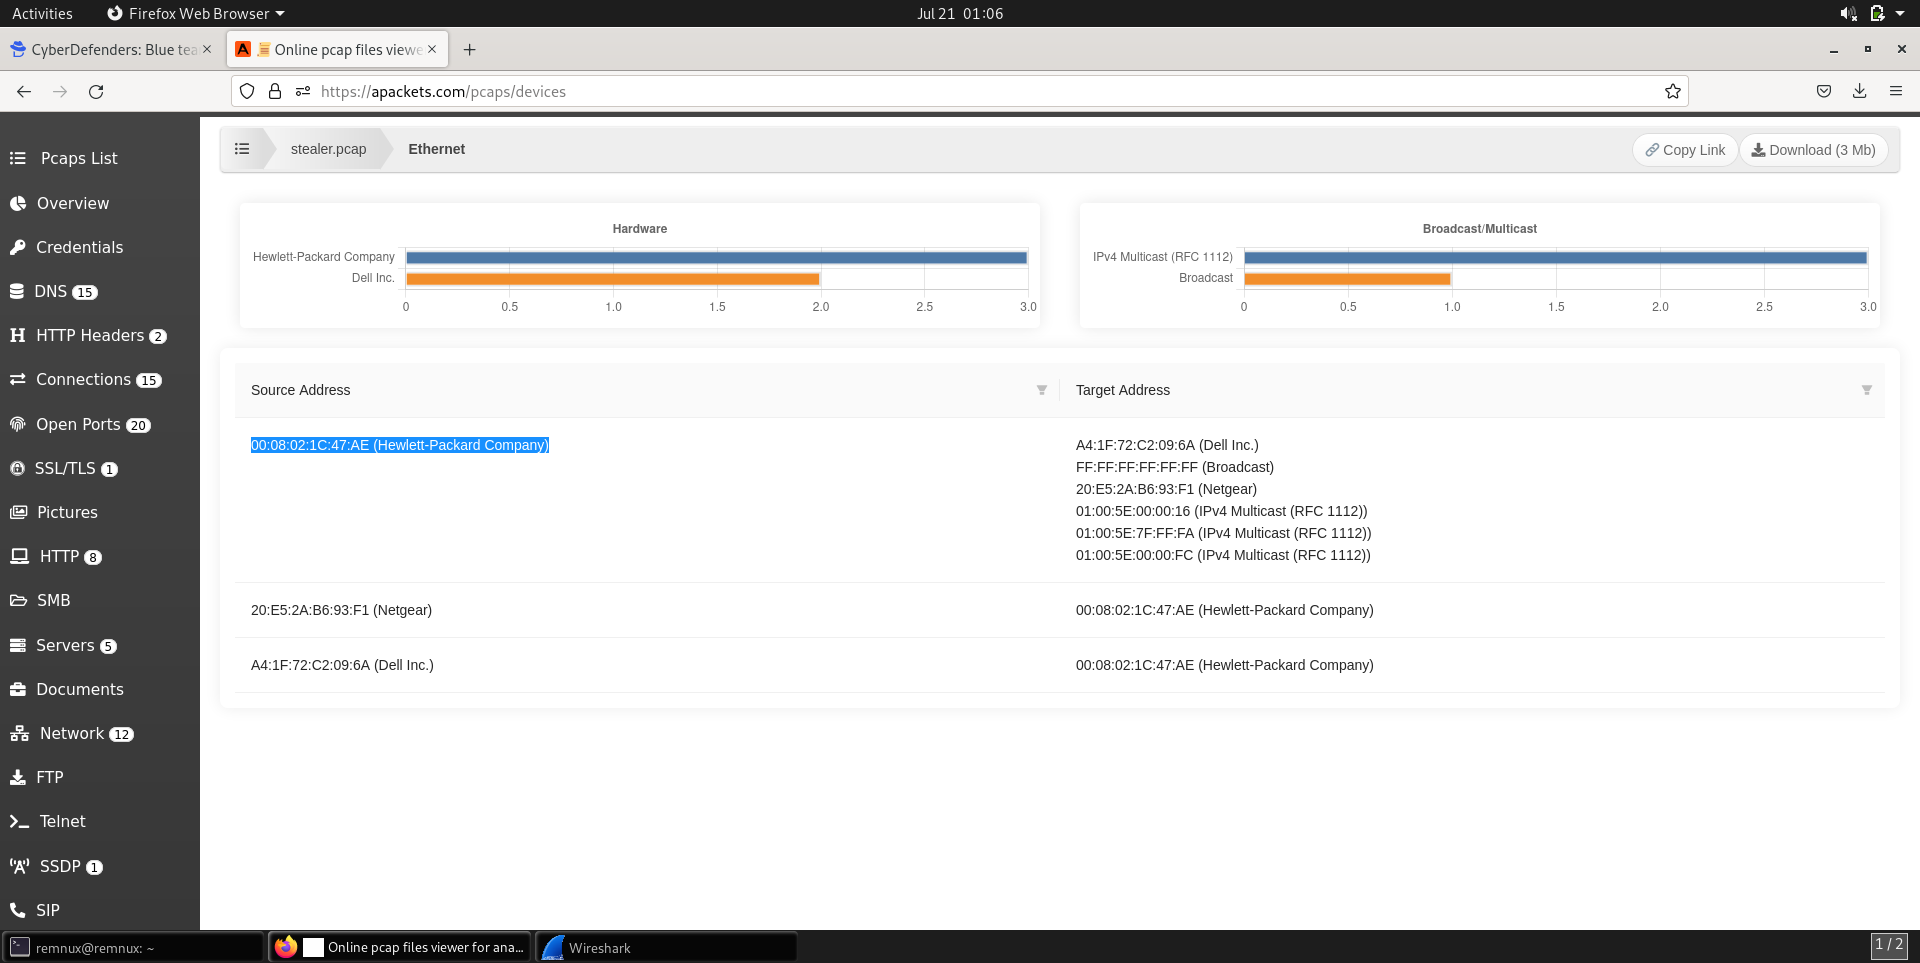 Activities
Firefox Web Browser
Jul 21 01:06
CyberDefenders: Blue tea
Online pcap files viewe
https://apackets.com/pcaps/devices
Pcaps List
Overview
Credentials
DNS 15
HTTP Headers 2
Connections 15
Open Ports 20
SSL/TLS 1
Pictures
HTTP 8
SMB
Servers 5
Documents
Network 12
FTP
Telnet
SSDP 1
SIP
stealer.pcap
Ethernet
Copy Link
Download (3 Mb)
Hardware
Hewlett-Packard Company
Dell Inc.
0 0.5 1.0 1.5 2.0 2.5 3.0
Broadcast/Multicast
IPv4 Multicast (RFC 1112)
Broadcast
0 0.5 1.0 1.5 2.0 2.5 3.0
Source Address Target Address
00:08:02:1C:47:AE (Hewlett-Packard Company) A4:1F:72:C2:09:6A (Dell Inc.)
FF:FF:FF:FF:FF:FF (Broadcast)
20:E5:2A:B6:93:F1 (Netgear)
01:00:5E:00:00:16 (IPv4 Multicast (RFC 1112))
01:00:5E:7F:FF:FA (IPv4 Multicast (RFC 1112))
01:00:5E:00:00:FC (IPv4 Multicast (RFC 1112))
20:E5:2A:B6:93:F1 (Netgear) 00:08:02:1C:47:AE (Hewlett-Packard Company)
A4:1F:72:C2:09:6A (Dell Inc.) 00:08:02:1C:47:AE (Hewlett-Packard Company)
remnux@remnux: ~
Online pcap files viewer for ana...
Wireshark
1 / 2